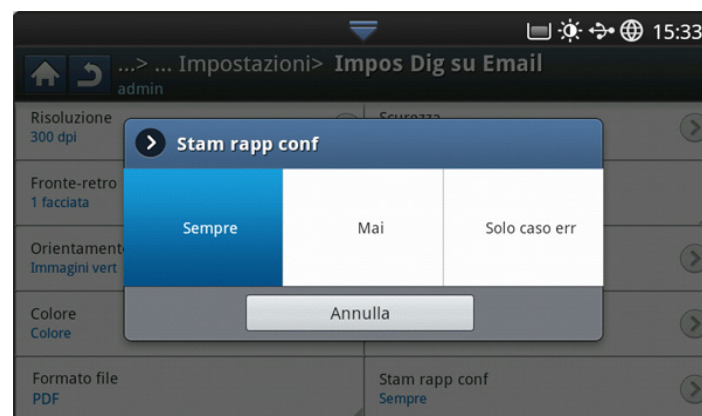 15:33
...> ... Impostazioni> Impos Dig su Email
admin
Risoluzione
300 dpi
Scurezza
Stam rapp conf
Fronte-retro
1 facciata
Sempre
Mai
Solo caso err
Orientament
Immagini vert
Annulla
Colore
Colore
Formato file
PDF
Stam rapp conf
Sempre